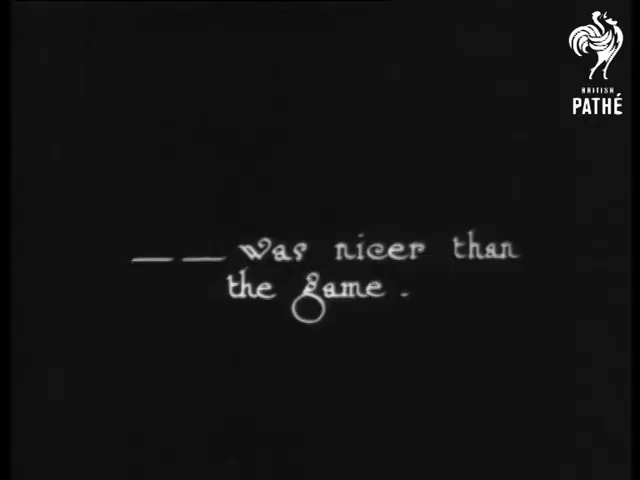 BRITISH
PATHÉ
— — was nicer than
the game.